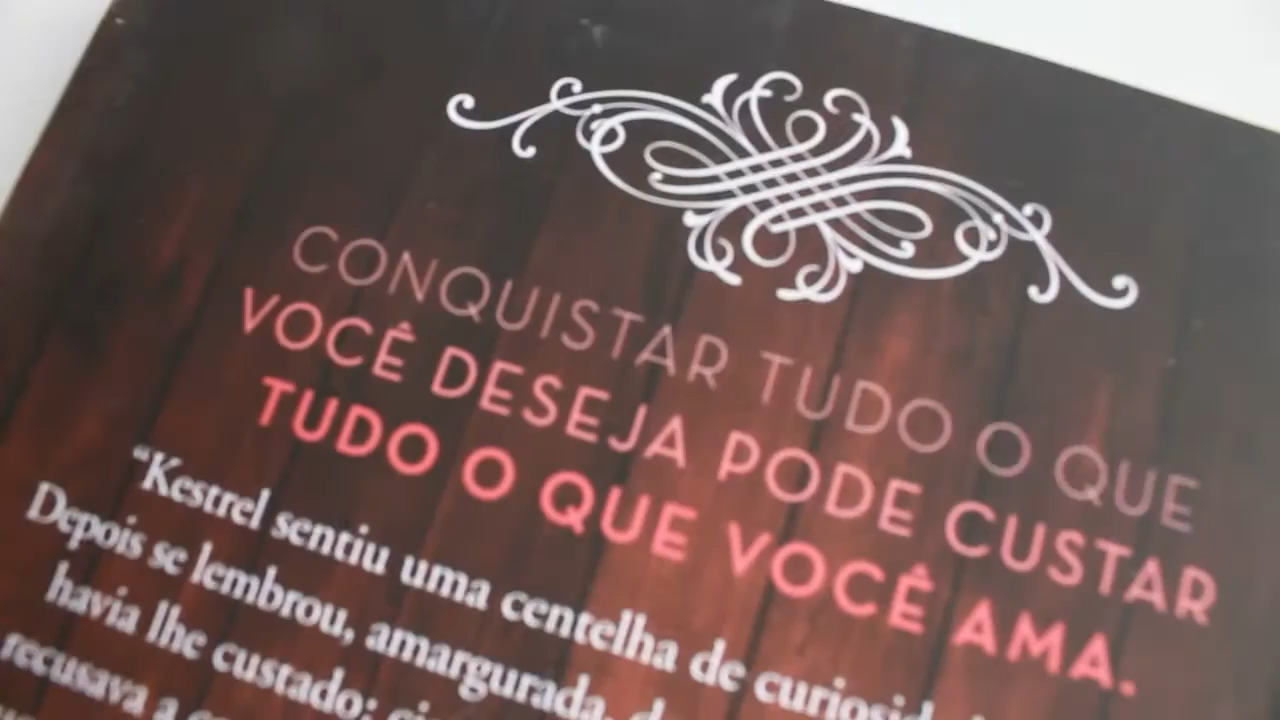 CONQUISTAR TUDO O QUE
VOCÊ DESEJA PODE CUSTAR
TUDO O QUE VOCÊ AMA.
“Kestrel sentiu uma centelha de
Depois se lembrou, amargurada,
havia lhe custado:
recusava a